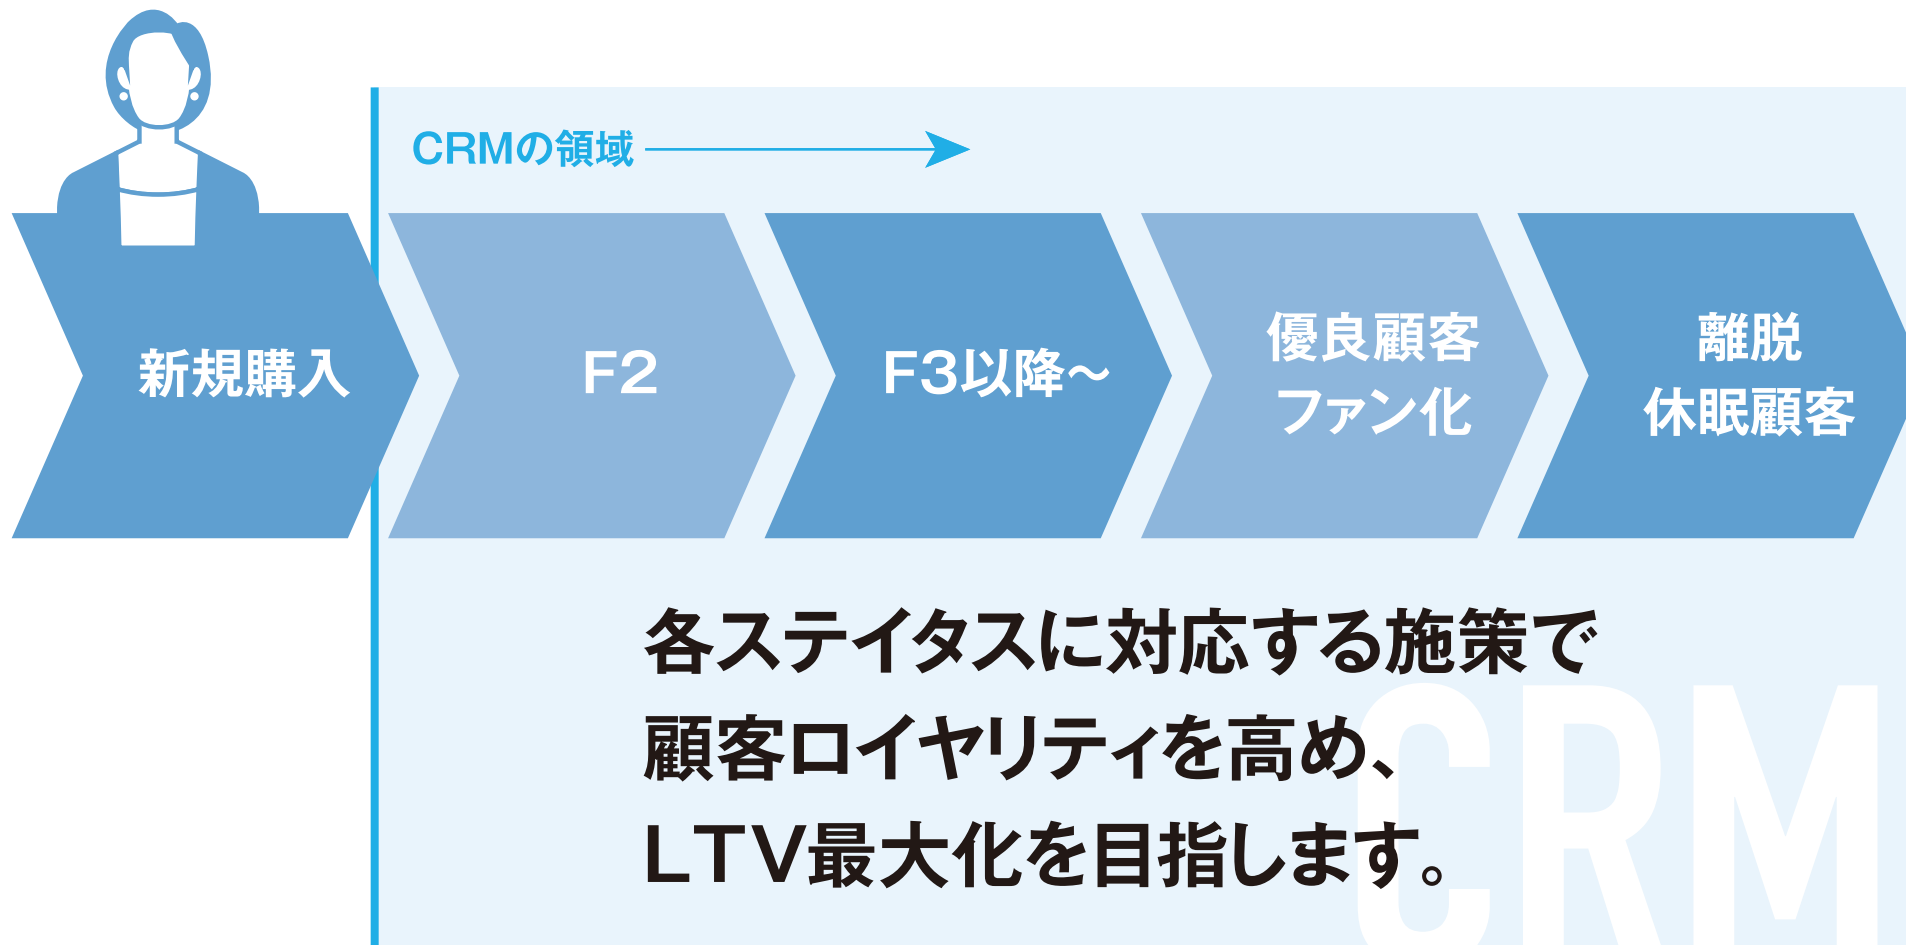 CRMの領域
新規購入
F2
F3以降〜
優良顧客
ファン化
離脱
休眠顧客
各ステイタスに対応する施策で
顧客ロイヤリティを高め、
LTV最大化を目指します。
CRM